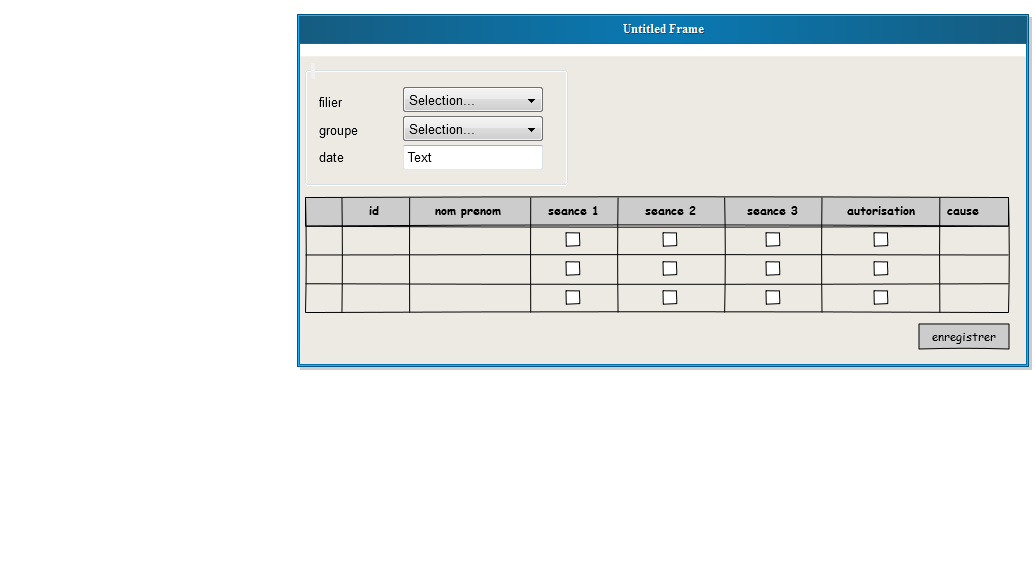 Untitled Frame
filier Selection...
groupe Selection...
date Text
id nom prenom seance 1 seance 2 seance 3 autorisation cause
enregistrer